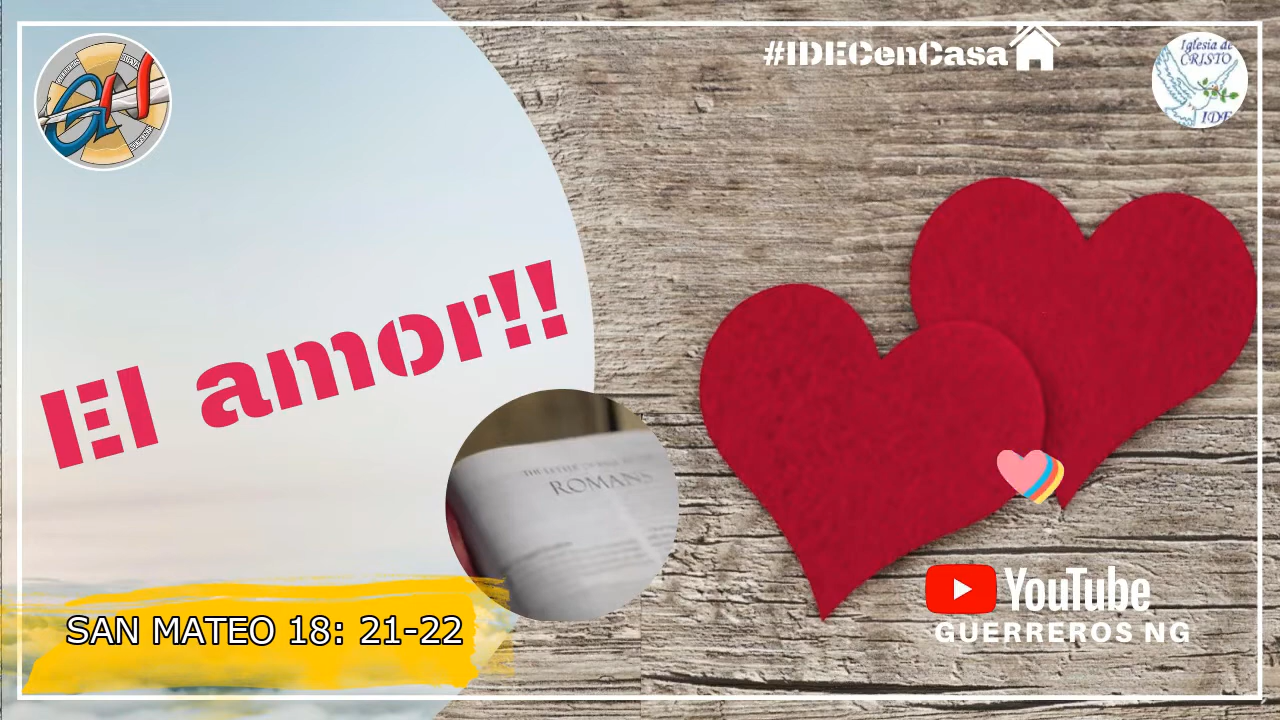 #IDECenCasa
Iglesia de
CRISTO
IDE
El amor!!
ROMANS
SAN MATEO 18: 21-22
YouTube
GUERREROS NG